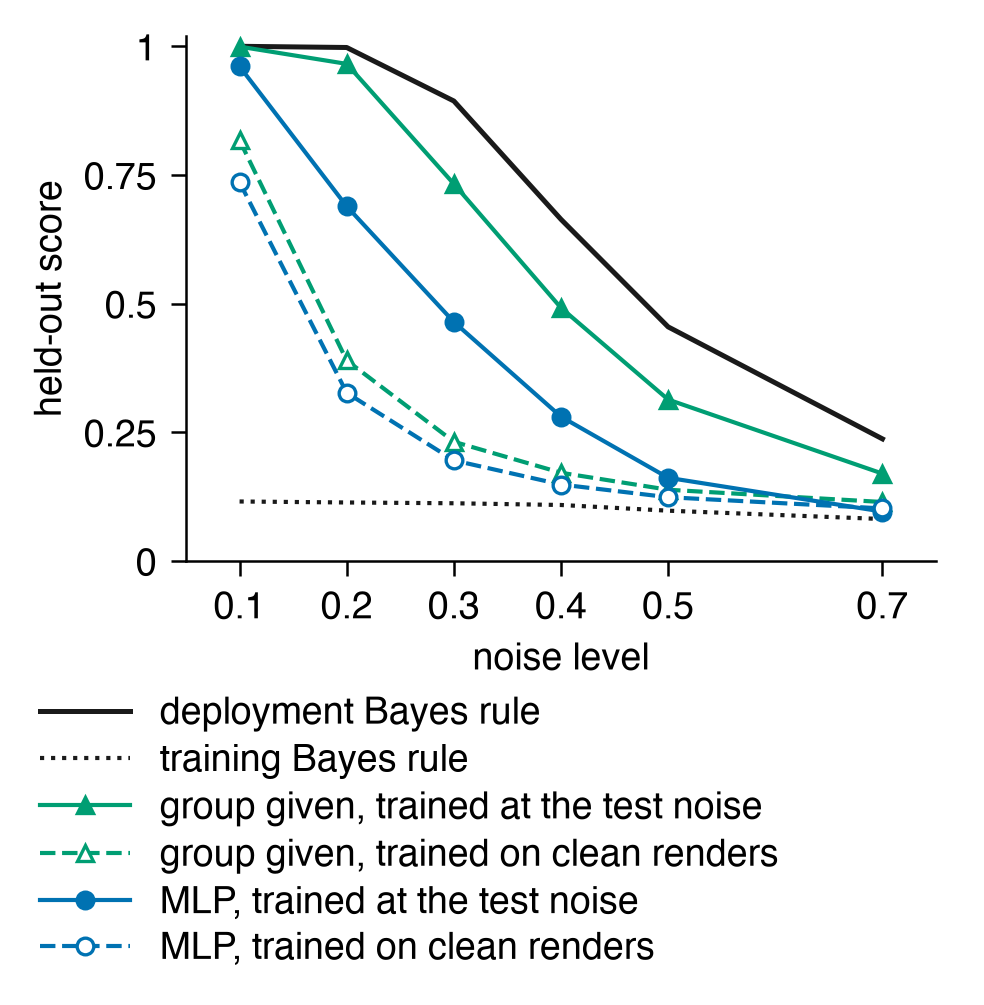 1
0.75
0.5
0.25
0
held-out score
0.1 0.2 0.3 0.4 0.5 0.7
noise level
deployment Bayes rule
training Bayes rule
group given, trained at the test noise
group given, trained on clean renders
MLP, trained at the test noise
MLP, trained on clean renders